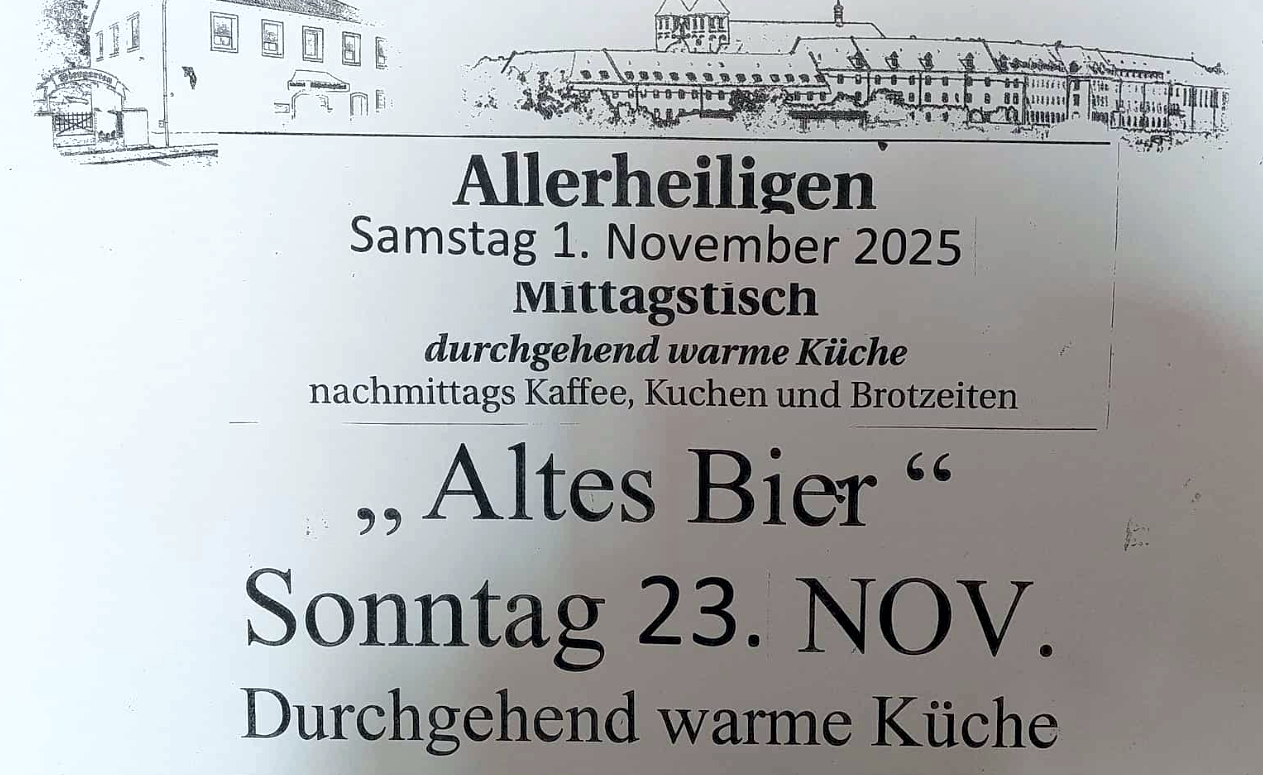 Biergarten
Allerheiligen
Samstag 1. November 2025
Mittagstisch
durchgehend warme Küche
nachmittags Kaffee, Kuchen und Brotzeiten
„ Altes Bier “
Sonntag 23. NOV.
Durchgehend warme Küche